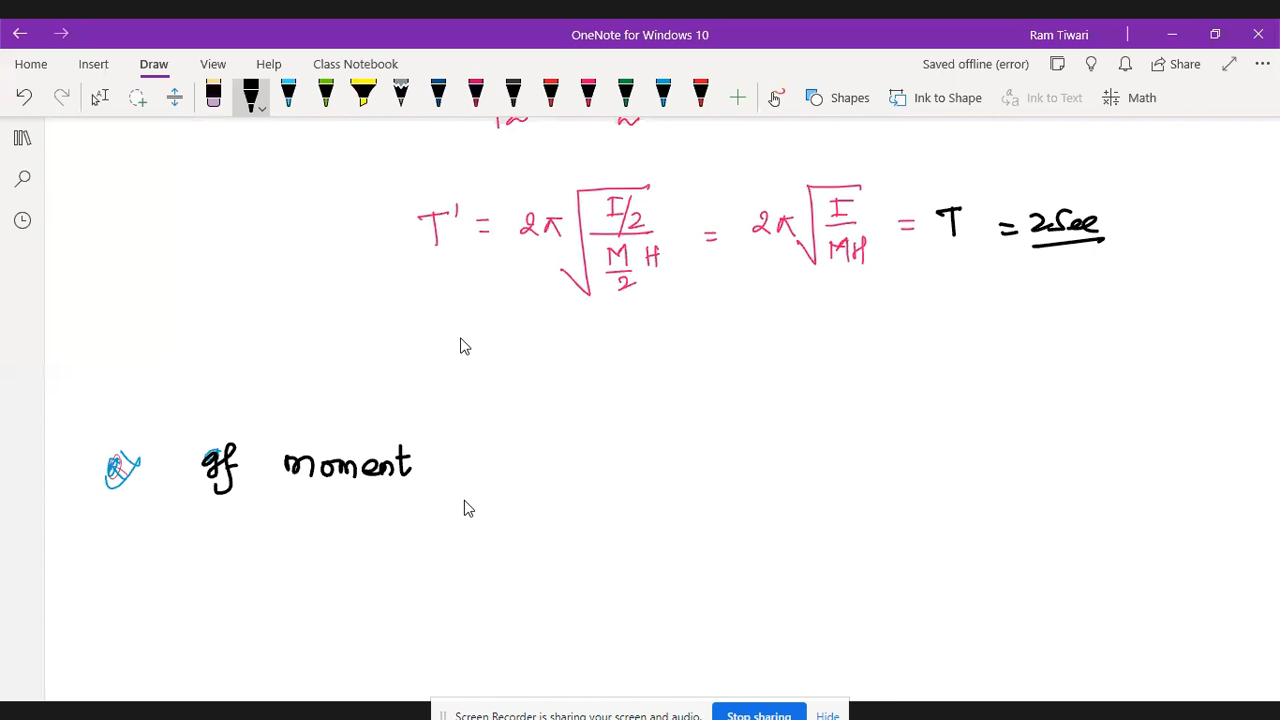 OneNote for Windows 10
Ram Tiwari
Home Insert Draw View Help Class Notebook
Saved offline (error) Share
Shapes Ink to Shape Ink to Text Math
T' = 2π √((I/2)/((M/2) H)) = 2π √(I/(MH)) = T = 2Sec
Q If moment
Screen Recorder is sharing your screen and audio. Stop sharing Hide